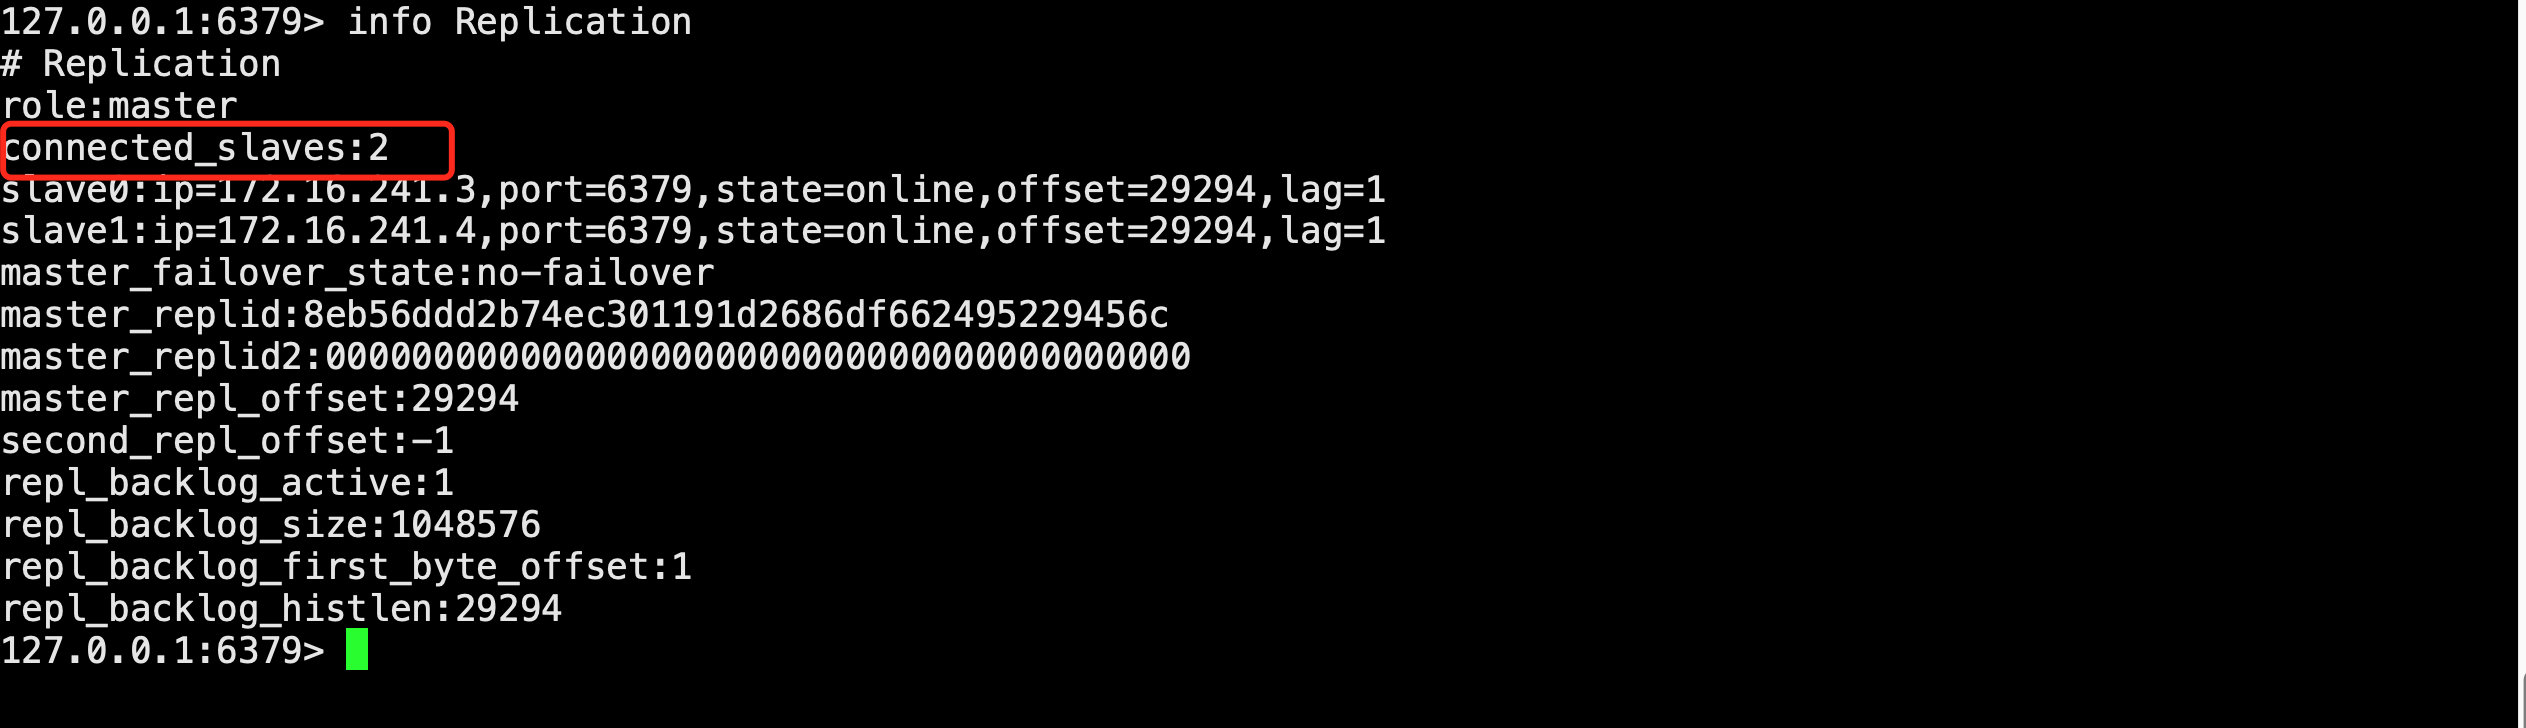 127.0.0.1:6379> info Replication
# Replication
role:master
connected_slaves:2
slave0:ip=172.16.241.3,port=6379,state=online,offset=29294,lag=1
slave1:ip=172.16.241.4,port=6379,state=online,offset=29294,lag=1
master_failover_state:no-failover
master_replid:8eb56ddd2b74ec301191d2686df662495229456c
master_replid2:0000000000000000000000000000000000000000
master_repl_offset:29294
second_repl_offset:-1
repl_backlog_active:1
repl_backlog_size:1048576
repl_backlog_first_byte_offset:1
repl_backlog_histlen:29294
127.0.0.1:6379>